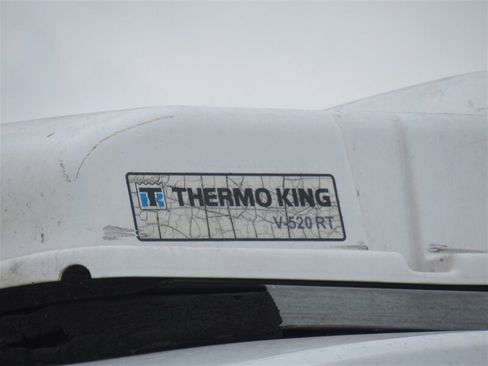 THERMO KING
V-520 RT